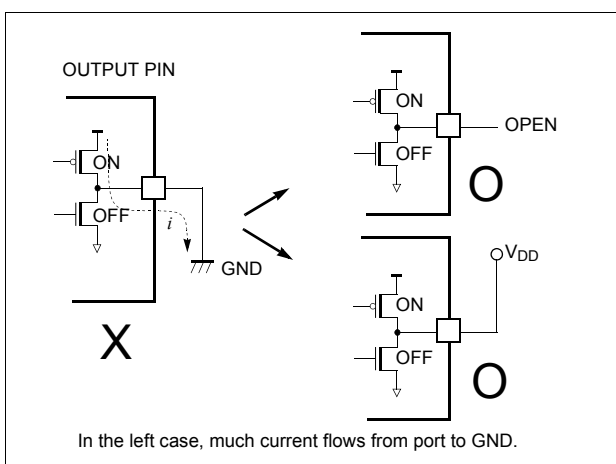 OUTPUT PIN
ON
OFF
i
GND
X
ON
OFF
OPEN
O
VDD
ON
OFF
O
In the left case, much current flows from port to GND.